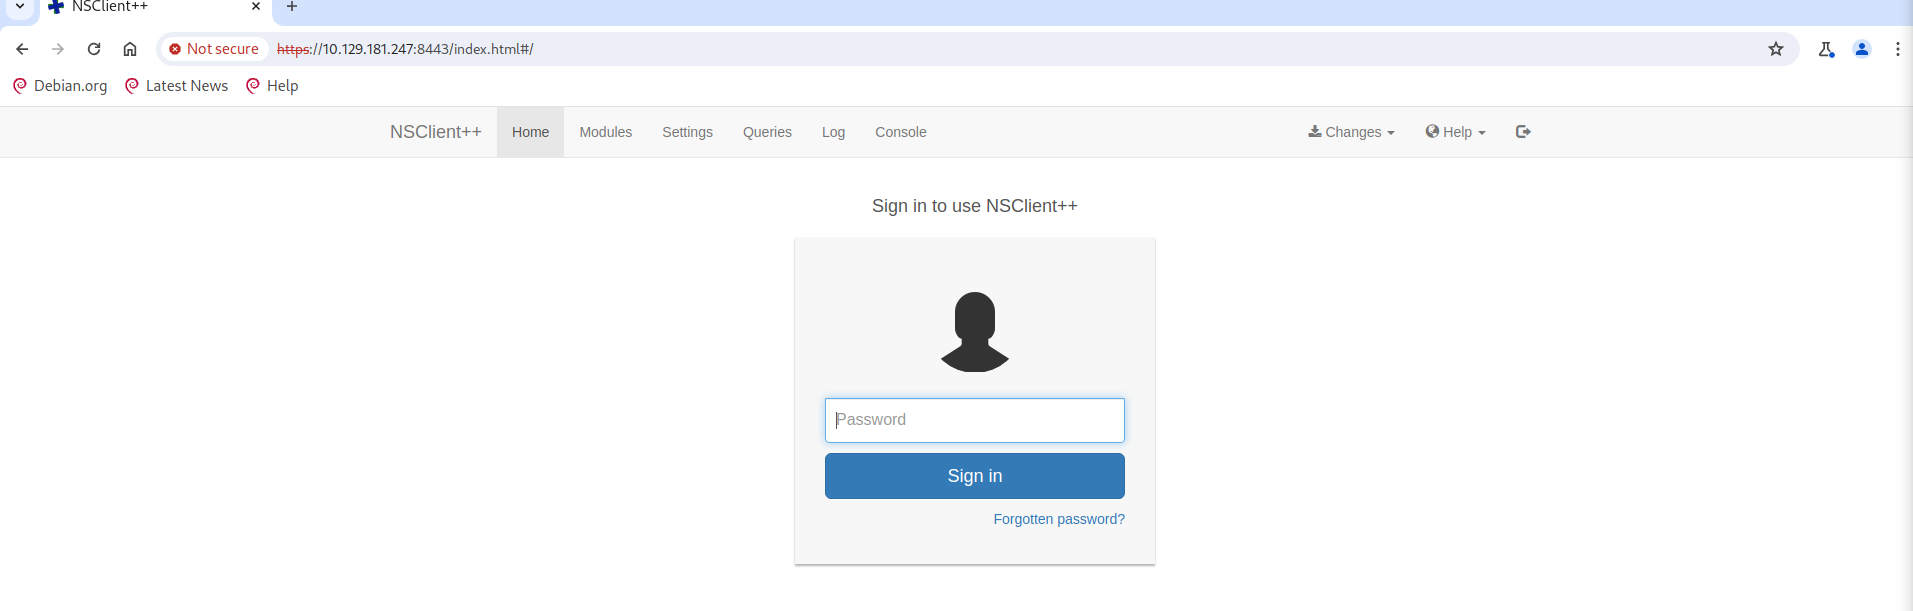 NSClient++
Not secure https://10.129.181.247:8443/index.html#/
Debian.org Latest News Help
NSClient++ Home Modules Settings Queries Log Console Changes Help
Sign in to use NSClient++
Password
Sign in
Forgotten password?